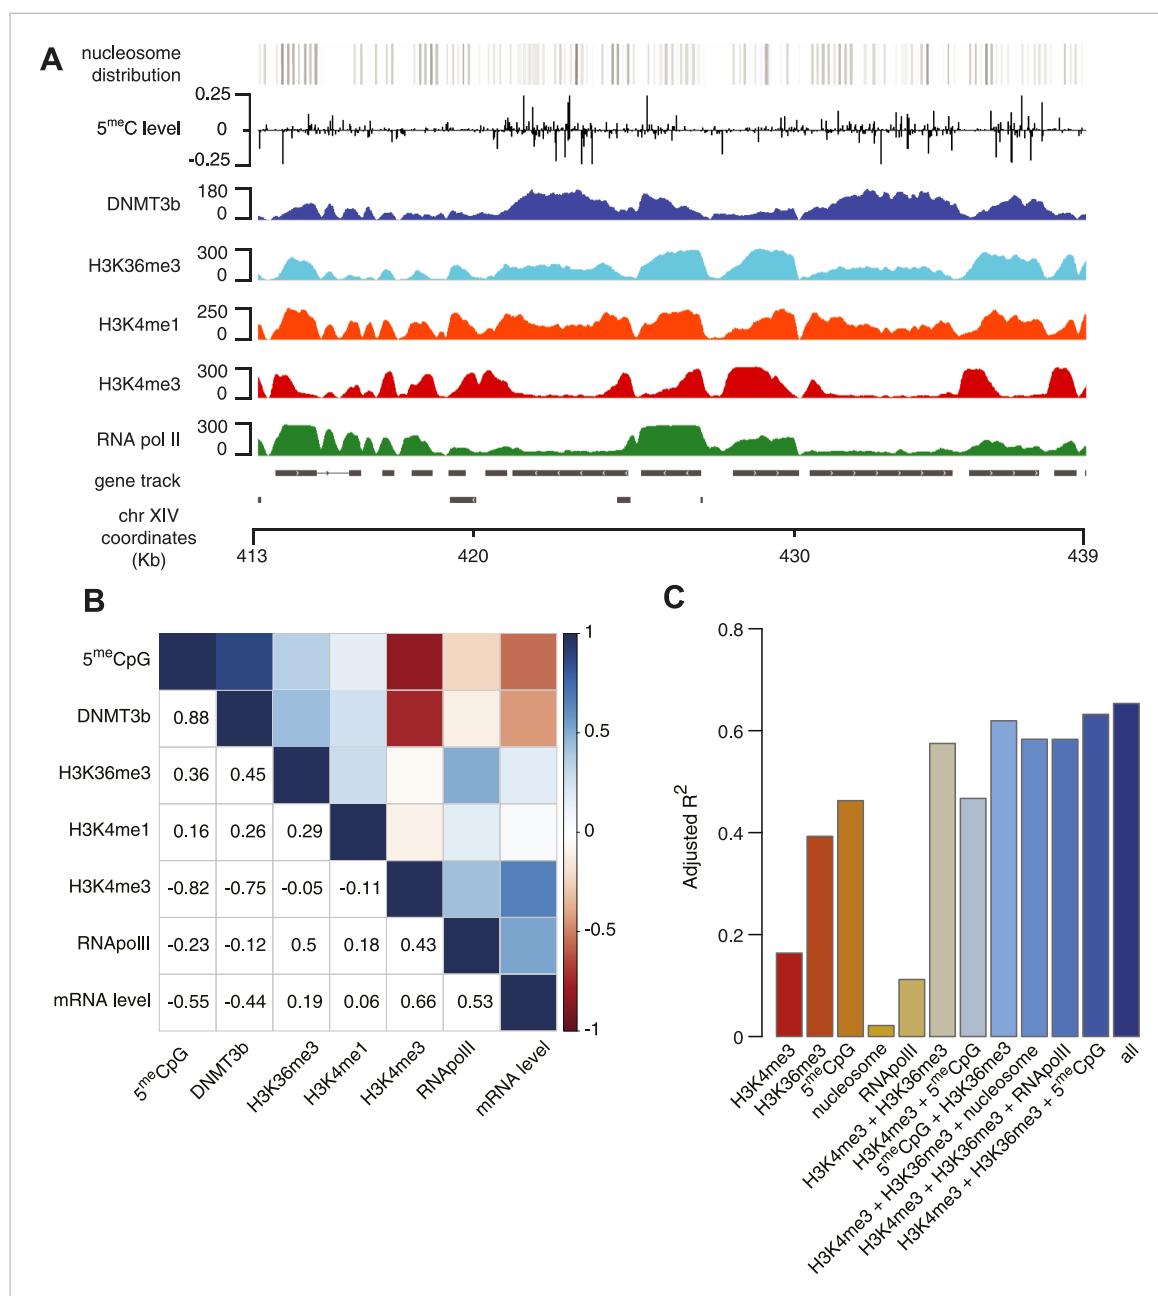 A
nucleosome
distribution
0.25
5meC level
0
-0.25
180
DNMT3b
0
300
H3K36me3
0
250
H3K4me1
0
300
H3K4me3
0
300
RNA pol II
0
gene track
chr XIV
coordinates
(Kb)
413 420 430 439
B
5meCpG
DNMT3b 0.88
H3K36me3 0.36 0.45
H3K4me1 0.16 0.26 0.29
H3K4me3 -0.82 -0.75 -0.05 -0.11
RNApolII -0.23 -0.12 0.5 0.18 0.43
mRNA level -0.55 -0.44 0.19 0.06 0.66 0.53
5meCpG
DNMT3b
H3K36me3
H3K4me1
H3K4me3
RNApolII
mRNA level
1
0.5
0
-0.5
-1
C
Adjusted R2
0.8
0.6
0.4
0.2
0
H3K4me3
H3K36me3
5meCpG
nucleosome
RNApolII
H3K4me3 + H3K36me3
H3K4me3 + 5meCpG
5meCpG + H3K36me3
H3K4me3 + H3K36me3 + nucleosome
H3K4me3 + H3K36me3 + RNApolII
H3K4me3 + H3K36me3 + 5meCpG
all